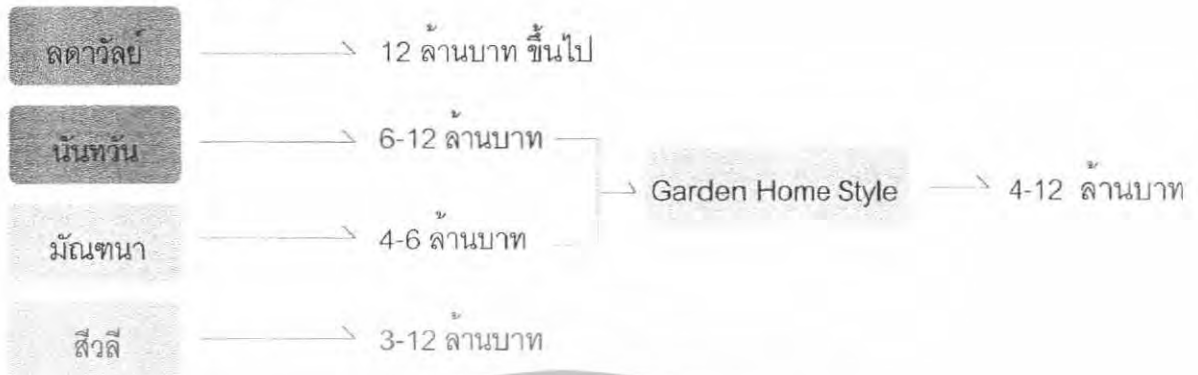 ลดาวัลย์ 12 ล้านบาท ขึ้นไป
นันทวัน 6-12 ล้านบาท
Garden Home Style 4-12 ล้านบาท
มัณฑนา 4-6 ล้านบาท
สีวลี 3-12 ล้านบาท